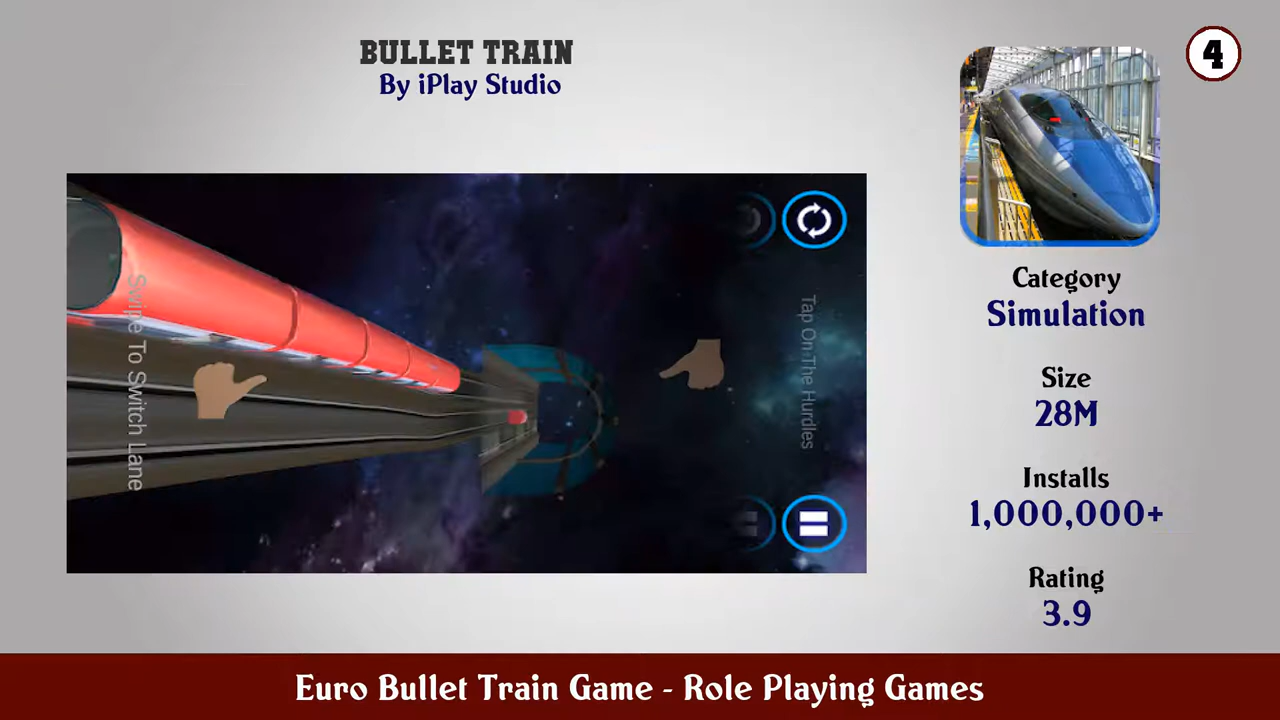 BULLET TRAIN
By iPlay Studio
4
Swipe To Switch Lane
Tap On The Hurdles
Category
Simulation
Size
28M
Installs
1,000,000+
Rating
3.9
Euro Bullet Train Game - Role Playing Games